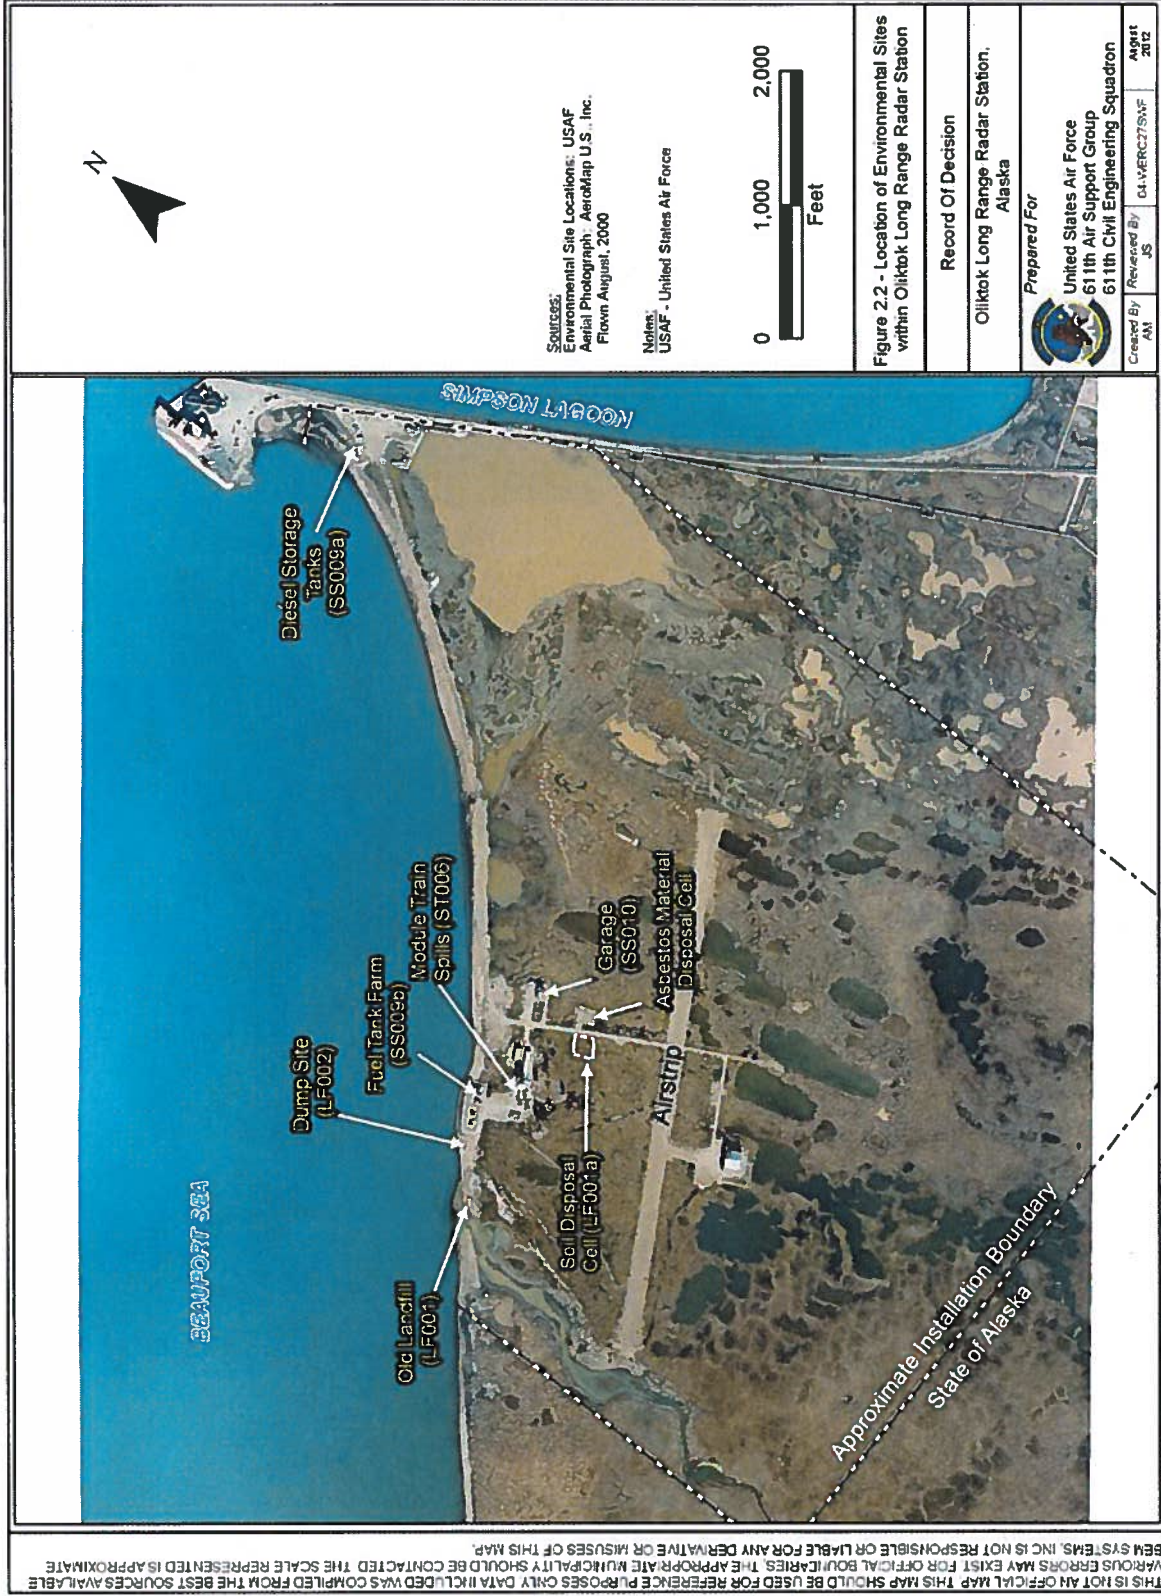 BEAUFORT SEA
SIMPSON LAGOON
Diesel Storage
Tanks
(SS009a)
Dump Site
(LF002)
Fuel Tank Farm
(SS009b)
Module Train
Spills (ST006)
Old Landfill
(LF001)
Garage
(SS010)
Asbestos Material
Disposal Cell
Soil Disposal
Cell (LF001a)
Airstrip
Approximate Installation Boundary
State of Alaska
N
Sources:
Environmental Site Locations: USAF
Aerial Photograph: AeroMap U.S., Inc.
Flown August, 2000
Notes:
USAF - United States Air Force
0 1,000 2,000
Feet
Figure 2.2 - Location of Environmental Sites
within Oliktok Long Range Radar Station
Record Of Decision
Oliktok Long Range Radar Station,
Alaska
Prepared For
United States Air Force
611th Air Support Group
611th Civil Engineering Squadron
Created By
AM
Reviewed By
JS
04-WERC27SWF
August
2012
THIS IS NOT AN OFFICIAL MAP. THIS MAP SHOULD BE USED FOR REFERENCE PURPOSES ONLY. DATA INCLUDED WAS COMPILED FROM THE BEST SOURCES AVAILABLE
VARIOUS ERRORS MAY EXIST. FOR OFFICIAL BOUNDARIES, THE APPROPRIATE MUNICIPALITY SHOULD BE CONTACTED. THE SCALE REPRESENTED IS APPROXIMATE
BEM SYSTEMS, INC IS NOT RESPONSIBLE OR LIABLE FOR ANY DERIVATIVE OR MISUSES OF THIS MAP.